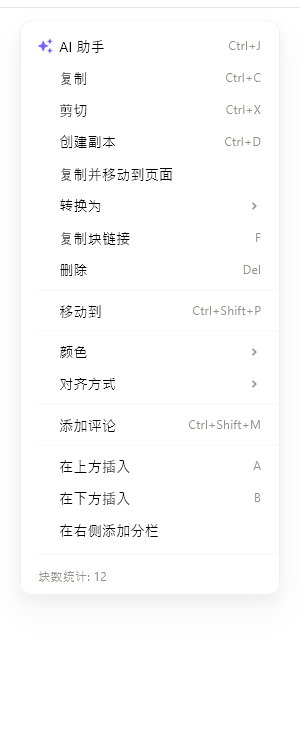 AI 助手 Ctrl+J
复制 Ctrl+C
剪切 Ctrl+X
创建副本 Ctrl+D
复制并移动到页面
转换为
复制块链接 F
删除 Del
移动到 Ctrl+Shift+P
颜色
对齐方式
添加评论 Ctrl+Shift+M
在上方插入 A
在下方插入 B
在右侧添加分栏
块数统计: 12